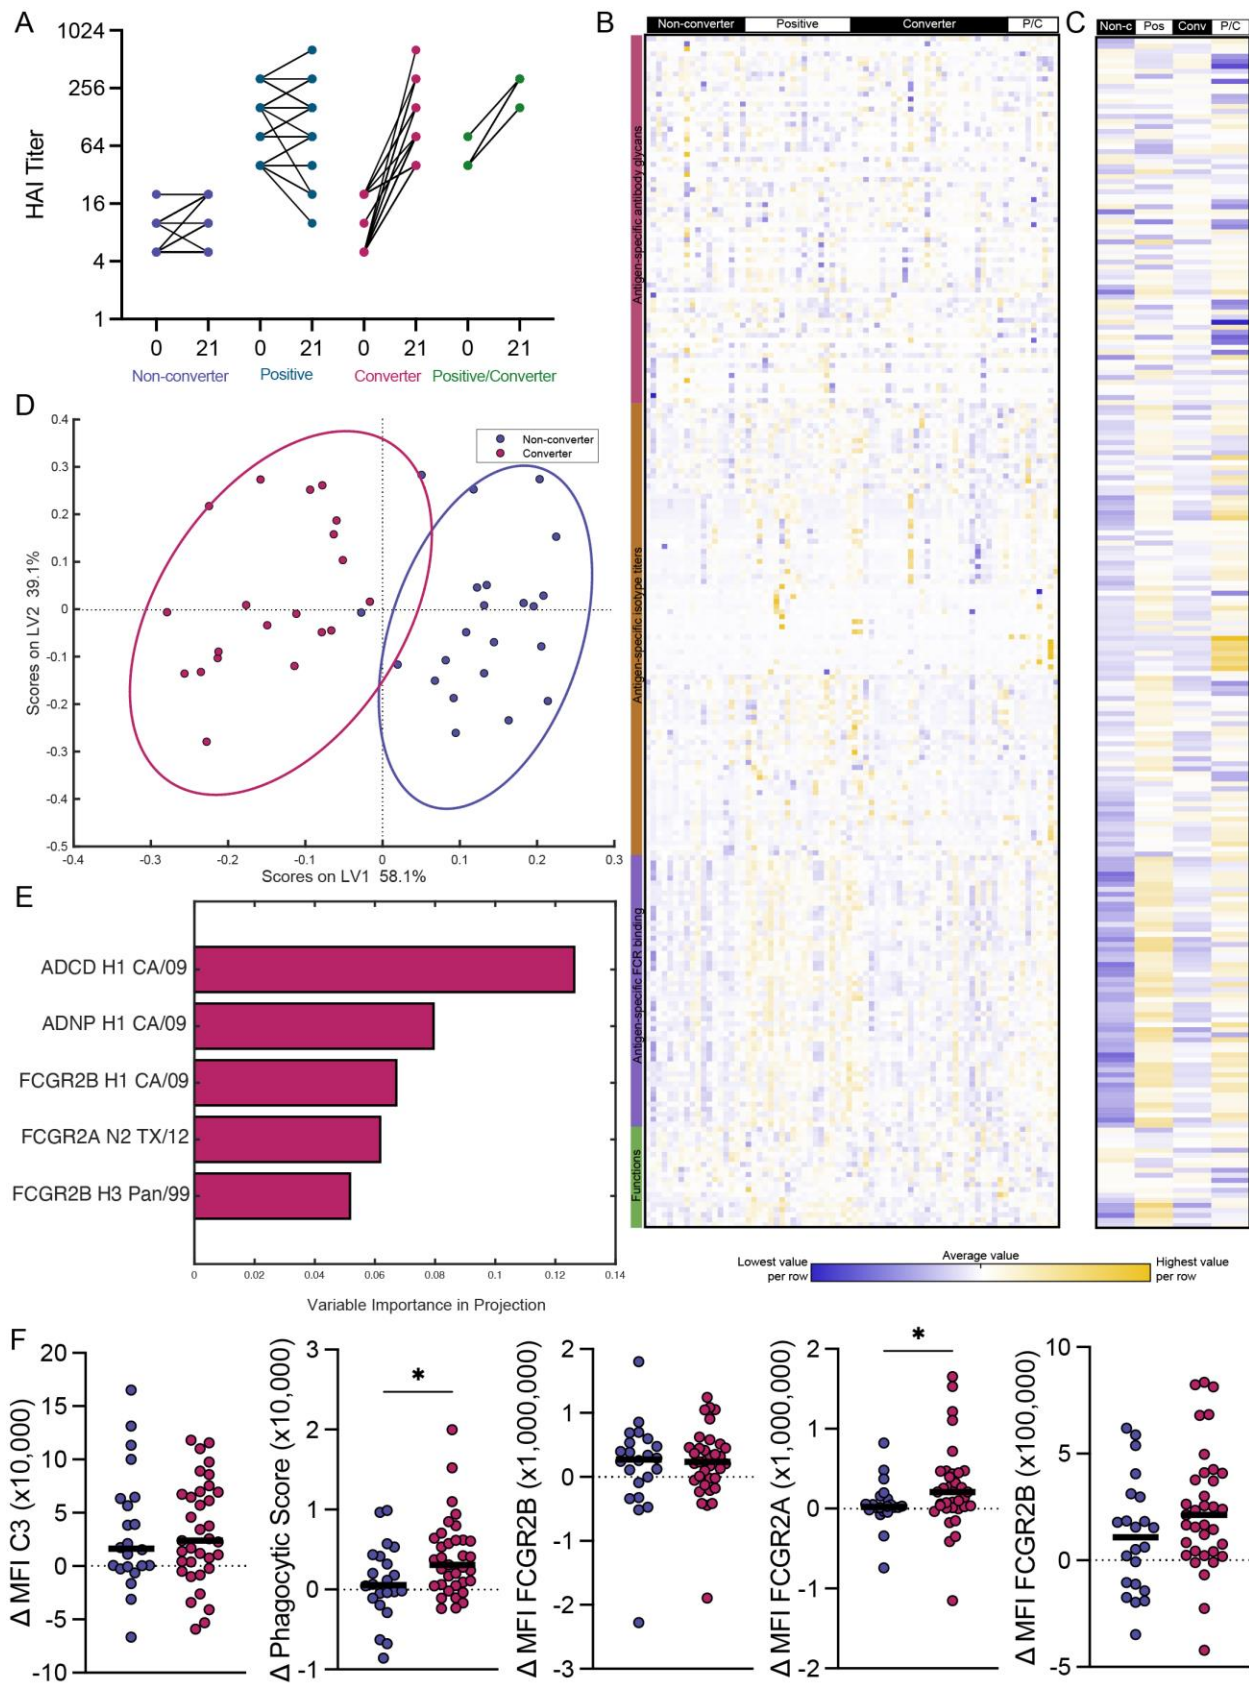 A
1024
256
64
16
4
1
HAI Titer
0 21 0 21 0 21 0 21
Non-converter Positive Converter Positive/Converter
B
Non-converter Positive Converter P/C
Antigen-specific antibody glycans
Antigen-specific isotype titers
Antigen-specific FCR binding
Functions
C
Non-c Pos Conv P/C
Lowest value per row
Average value
Highest value per row
D
0.4
0.3
0.2
0.1
0
-0.1
-0.2
-0.3
-0.4
-0.5
Scores on LV2 39.1%
-0.4 -0.3 -0.2 -0.1 0 0.1 0.2 0.3
Scores on LV1 58.1%
Non-converter
Converter
E
ADCD H1 CA/09
ADNP H1 CA/09
FCGR2B H1 CA/09
FCGR2A N2 TX/12
FCGR2B H3 Pan/99
0 0.02 0.04 0.06 0.08 0.10 0.12 0.14
Variable Importance in Projection
F
20
15
10
5
0
-5
-10
Δ MFI C3 (x10,000)
3
2
1
0
-1
Δ Phagocytic Score (x10,000)
*
2
1
0
-1
-2
-3
Δ MFI FCGR2B (x1,000,000)
2
1
0
-1
-2
Δ MFI FCGR2A (x1,000,000)
*
10
5
0
-5
Δ MFI FCGR2B (x100,000)